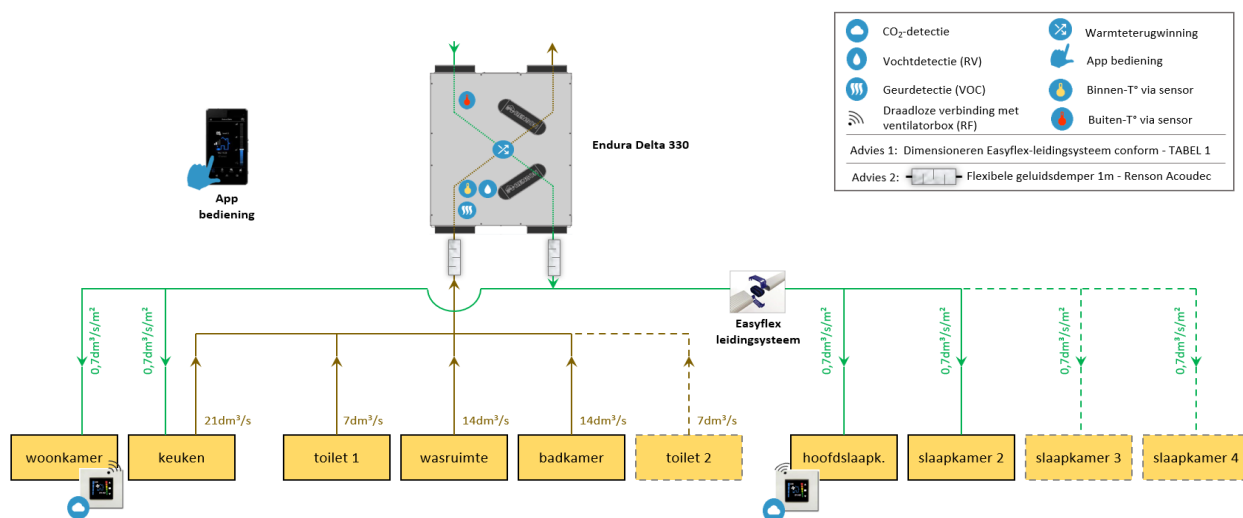 CO₂-detectie
Vochtdetectie (RV)
Geurdetectie (VOC)
Draadloze verbinding met
ventilatorbox (RF)
Warmteterugwinning
App bediening
Binnen-T° via sensor
Buiten-T° via sensor
Advies 1: Dimensioneren Easyflex-leidingsysteem conform - TABEL 1
Advies 2: Flexibele geluidsdemper 1m - Renson Acoudec
Endura Delta 330
App
bediening
Easyflex
leidingsysteem
0,7dm³/s/m²
0,7dm³/s/m²
0,7dm³/s/m²
0,7dm³/s/m²
0,7dm³/s/m²
0,7dm³/s/m²
21dm³/s
7dm³/s
14dm³/s
14dm³/s
7dm³/s
woonkamer
keuken
toilet 1
wasruimte
badkamer
toilet 2
hoofdslaapk.
slaapkamer 2
slaapkamer 3
slaapkamer 4